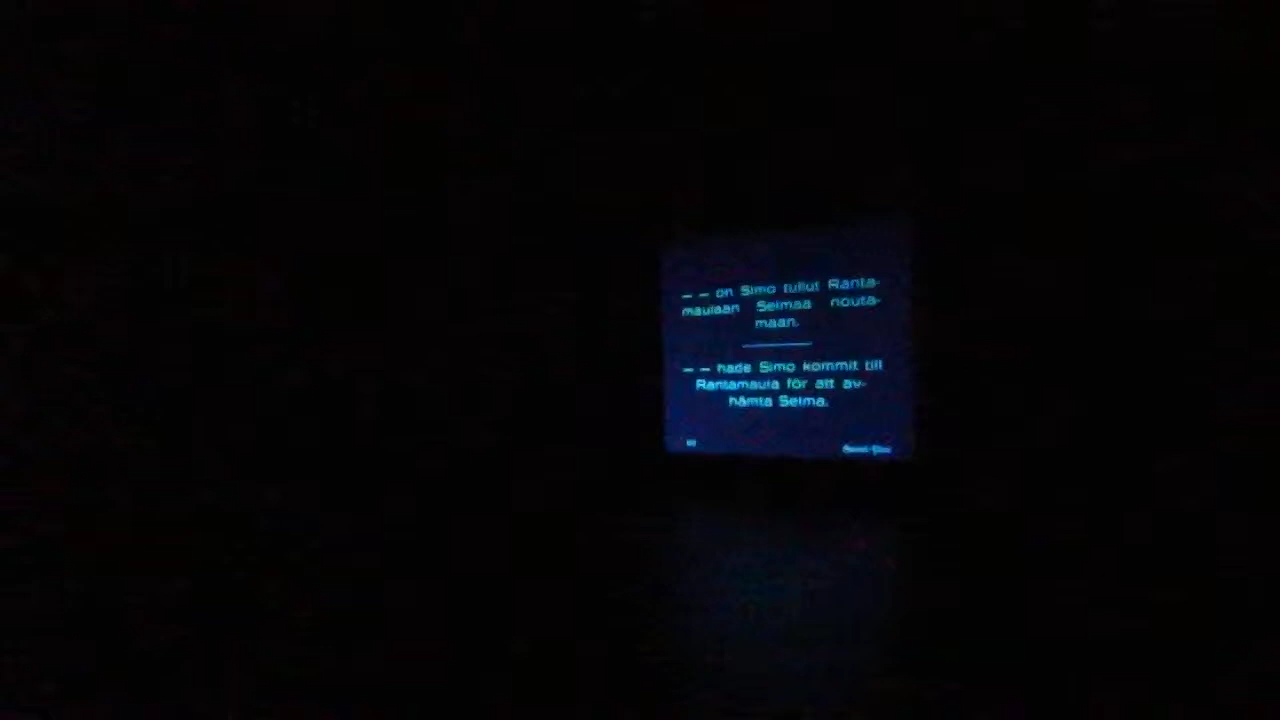 — — on Simo tullut Ranta-
maulaan Selmaa nouta-
maan.
— — hade Simo kommit till
Rantamaula för att av-
hämta Selma.